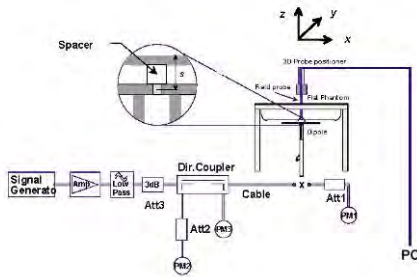 z
y
x
Spacer
s
3D Probe positioner
Field probe
Flat Phantom
Dipole
Signal
Generato
Amp.
Low
Pass
3dB
Att3
Dir.Coupler
Cable
x
Att1
PM1
Att2
PM3
PM2
PC